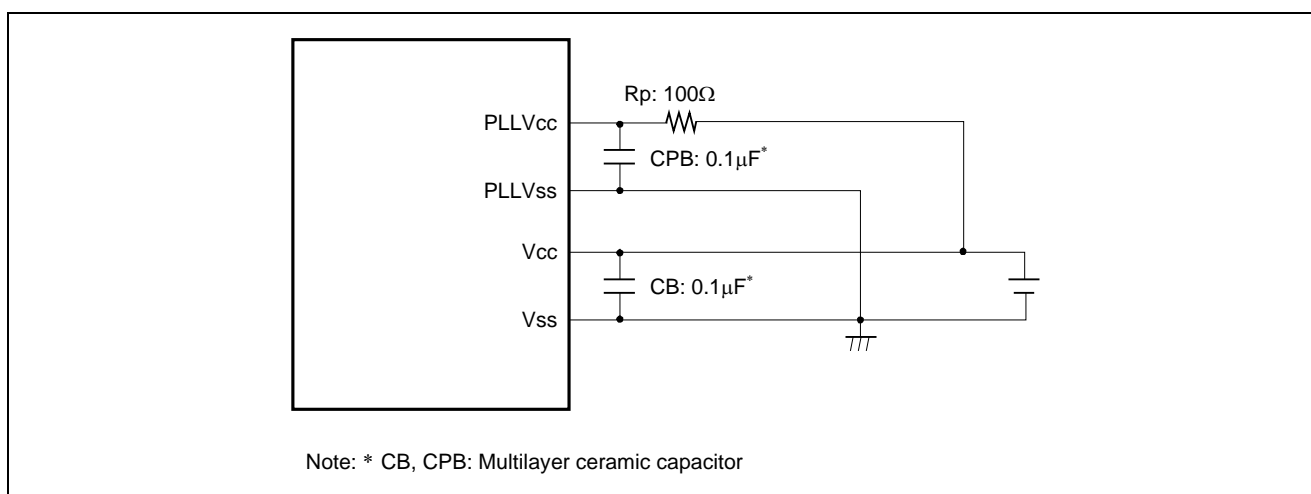 Rp: 100Ω
PLLVcc
CPB: 0.1μF*
PLLVss
Vcc
CB: 0.1μF*
Vss
Note: * CB, CPB: Multilayer ceramic capacitor